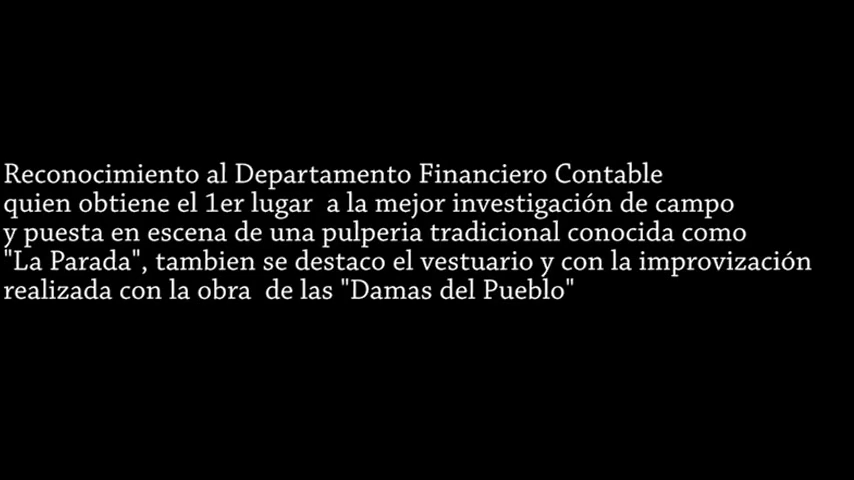 Reconocimiento al Departamento Financiero Contable
quien obtiene el 1er lugar  a la mejor investigación de campo
y puesta en escena de una pulperia tradicional conocida como
"La Parada", tambien se destaco el vestuario y con la improvización
realizada con la obra  de las "Damas del Pueblo"